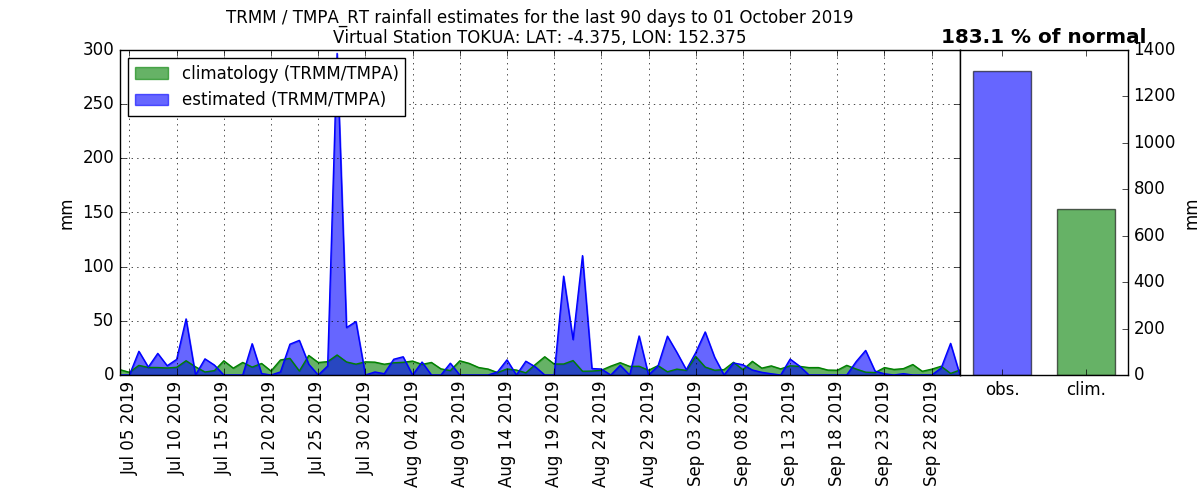 TRMM / TMPA_RT rainfall estimates for the last 90 days to 01 October 2019
Virtual Station TOKUA: LAT: -4.375, LON: 152.375
183.1 % of normal
climatology (TRMM/TMPA)
estimated (TRMM/TMPA)
300
250
200
150
100
50
0
mm
Jul 05 2019
Jul 10 2019
Jul 15 2019
Jul 20 2019
Jul 25 2019
Jul 30 2019
Aug 04 2019
Aug 09 2019
Aug 14 2019
Aug 19 2019
Aug 24 2019
Aug 29 2019
Sep 03 2019
Sep 08 2019
Sep 13 2019
Sep 18 2019
Sep 23 2019
Sep 28 2019
1400
1200
1000
800
600
400
200
0
mm
obs.
clim.